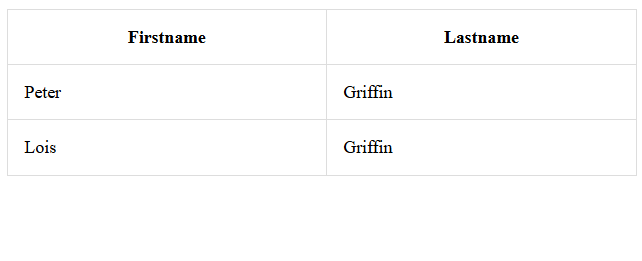 Firstname Lastname
Peter Griffin
Lois Griffin